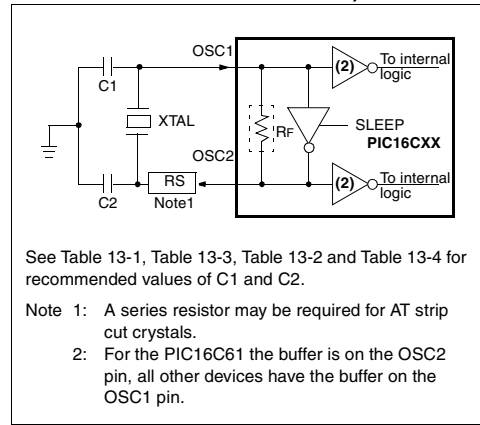 OSC1
To internal
logic
(2)
C1
XTAL
RF
SLEEP
PIC16CXX
OSC2
RS
(2)
To internal
logic
C2
Note1
See Table 13-1, Table 13-3, Table 13-2 and Table 13-4 for
recommended values of C1 and C2.
Note 1: A series resistor may be required for AT strip
cut crystals.
2: For the PIC16C61 the buffer is on the OSC2
pin, all other devices have the buffer on the
OSC1 pin.